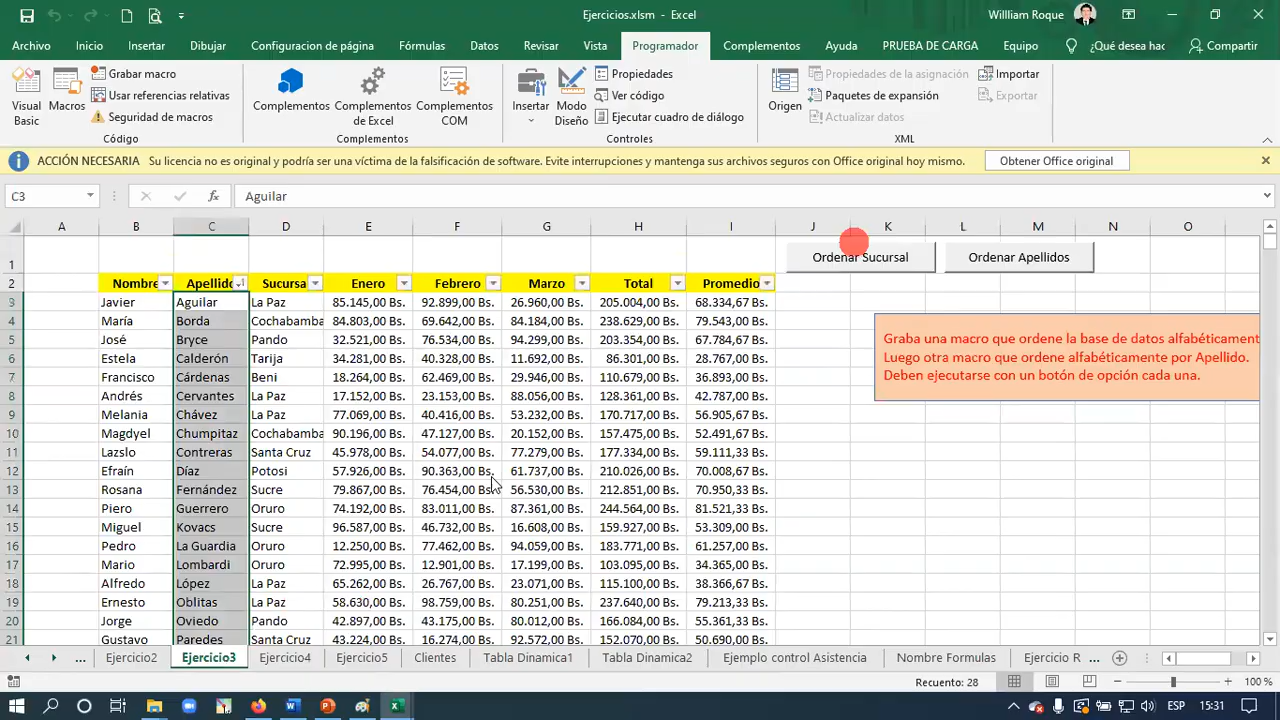 Ejercicios.xlsm - Excel
Willliam Roque
Archivo Inicio Insertar Dibujar Configuracion de página Fórmulas Datos Revisar Vista Programador Complementos Ayuda PRUEBA DE CARGA Equipo ¿Qué desea hac Compartir
Visual Basic
Macros
Grabar macro
Usar referencias relativas
Seguridad de macros
Código
Complementos
Complementos de Excel
Complementos COM
Complementos
Insertar
Modo Diseño
Propiedades
Ver código
Ejecutar cuadro de diálogo
Controles
Origen
Propiedades de la asignación
Paquetes de expansión
Actualizar datos
Importar
Exportar
XML
ACCIÓN NECESARIA Su licencia no es original y podría ser una víctima de la falsificación de software. Evite interrupciones y mantenga sus archivos seguros con Office original hoy mismo. Obtener Office original
C3 fx Aguilar
A B C D E F G H I J K L M N O
1 Ordenar Sucursal Ordenar Apellidos
2 Nombre Apellido Sucursa Enero Febrero Marzo Total Promedio
3 Javier Aguilar La Paz 85.145,00 Bs. 92.899,00 Bs. 26.960,00 Bs. 205.004,00 Bs. 68.334,67 Bs.
4 María Borda Cochabamba 84.803,00 Bs. 69.642,00 Bs. 84.184,00 Bs. 238.629,00 Bs. 79.543,00 Bs.
5 José Bryce Pando 32.521,00 Bs. 76.534,00 Bs. 94.299,00 Bs. 203.354,00 Bs. 67.784,67 Bs.
6 Estela Calderón Tarija 34.281,00 Bs. 40.328,00 Bs. 11.692,00 Bs. 86.301,00 Bs. 28.767,00 Bs.
7 Francisco Cárdenas Beni 18.264,00 Bs. 62.469,00 Bs. 29.946,00 Bs. 110.679,00 Bs. 36.893,00 Bs.
8 Andrés Cervantes La Paz 17.152,00 Bs. 23.153,00 Bs. 88.056,00 Bs. 128.361,00 Bs. 42.787,00 Bs.
9 Melania Chávez La Paz 77.069,00 Bs. 40.416,00 Bs. 53.232,00 Bs. 170.717,00 Bs. 56.905,67 Bs.
10 Magdyel Chumpitaz Cochabamba 90.196,00 Bs. 47.127,00 Bs. 20.152,00 Bs. 157.475,00 Bs. 52.491,67 Bs.
11 Lazslo Contreras Santa Cruz 45.978,00 Bs. 54.077,00 Bs. 77.279,00 Bs. 177.334,00 Bs. 59.111,33 Bs.
12 Efraín Díaz Potosi 57.926,00 Bs. 90.363,00 Bs. 61.737,00 Bs. 210.026,00 Bs. 70.008,67 Bs.
13 Rosana Fernández Sucre 79.867,00 Bs. 76.454,00 Bs. 56.530,00 Bs. 212.851,00 Bs. 70.950,33 Bs.
14 Piero Guerrero Oruro 74.192,00 Bs. 83.011,00 Bs. 87.361,00 Bs. 244.564,00 Bs. 81.521,33 Bs.
15 Miguel Kovacs Sucre 96.587,00 Bs. 46.732,00 Bs. 16.608,00 Bs. 159.927,00 Bs. 53.309,00 Bs.
16 Pedro La Guardia Oruro 12.250,00 Bs. 77.462,00 Bs. 94.059,00 Bs. 183.771,00 Bs. 61.257,00 Bs.
17 Mario Lombardi Oruro 72.995,00 Bs. 12.901,00 Bs. 17.199,00 Bs. 103.095,00 Bs. 34.365,00 Bs.
18 Alfredo López La Paz 65.262,00 Bs. 26.767,00 Bs. 23.071,00 Bs. 115.100,00 Bs. 38.366,67 Bs.
19 Ernesto Oblitas La Paz 58.630,00 Bs. 98.759,00 Bs. 80.251,00 Bs. 237.640,00 Bs. 79.213,33 Bs.
20 Jorge Oviedo Pando 42.897,00 Bs. 43.175,00 Bs. 80.012,00 Bs. 166.084,00 Bs. 55.361,33 Bs.
21 Gustavo Paredes Santa Cruz 43.224,00 Bs. 16.274,00 Bs. 92.572,00 Bs. 152.070,00 Bs. 50.690,00 Bs.
Graba una macro que ordene la base de datos alfabéticament
Luego otra macro que ordene alfabéticamente por Apellido.
Deben ejecutarse con un botón de opción cada una.
... Ejercicio2 Ejercicio3 Ejercicio4 Ejercicio5 Clientes Tabla Dinamica1 Tabla Dinamica2 Ejemplo control Asistencia Nombre Formulas Ejercicio R ...
Recuento: 28 100 %
ESP 15:31